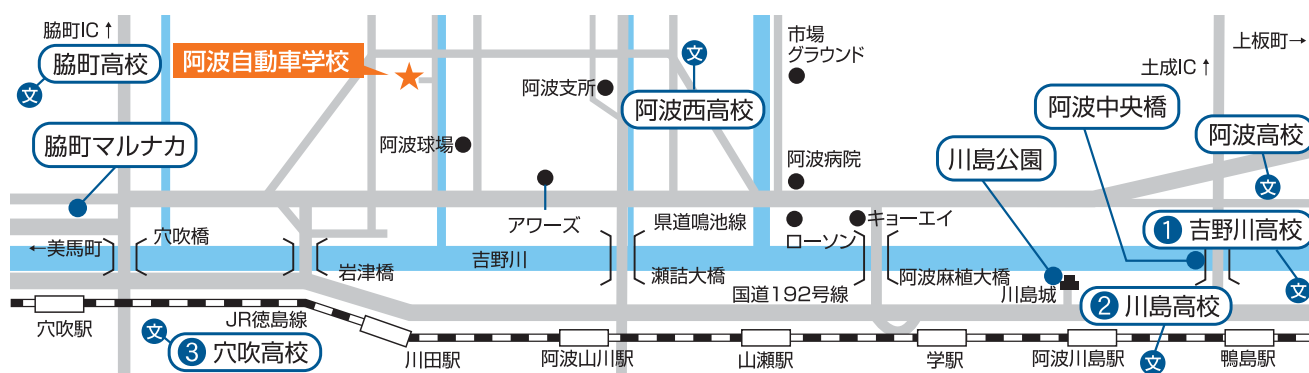 脇町IC↑
脇町高校
文
阿波自動車学校
阿波支所
文
阿波西高校
市場
グラウンド
上板町→
土成IC↑
阿波中央橋
阿波高校
文
脇町マルナカ
阿波球場
阿波病院
川島公園
アワーズ
県道鳴池線
ローソン
キョーエイ
1 吉野川高校
文
←美馬町
穴吹橋
岩津橋
吉野川
瀬詰大橋
国道192号線
阿波麻植大橋
川島城
2 川島高校
文
穴吹駅
JR徳島線
文
3 穴吹高校
川田駅
阿波山川駅
山瀬駅
学駅
阿波川島駅
鴨島駅